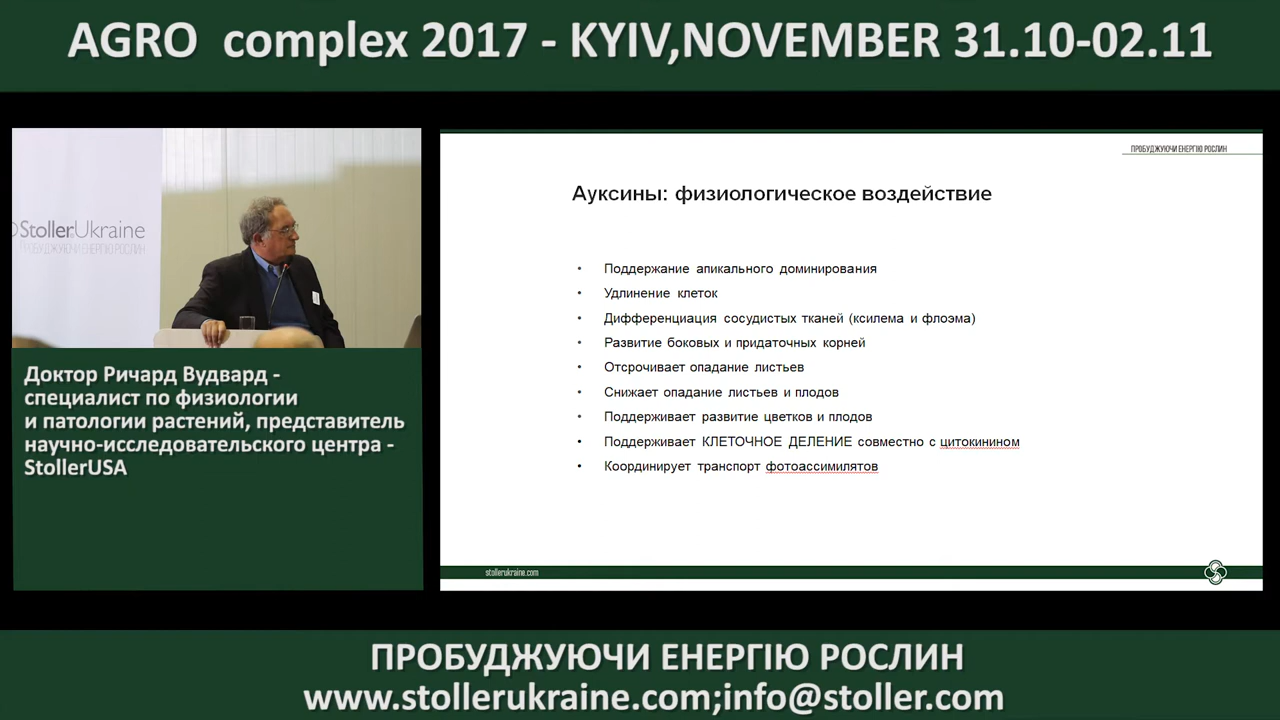 AGRO complex 2017 - KYIV,NOVEMBER 31.10-02.11
Stoller Ukraine
ПРОБУДЖУЮЧИ ЕНЕРГІЮ РОСЛИН
Доктор Ричард Вудвард -
специалист по физиологии
и патологии растений, представитель
научно-исследовательского центра -
StollerUSA
ПРОБУДЖУЮЧИ ЕНЕРГІЮ РОСЛИН
Ауксины: физиологическое воздействие
• Поддержание апикального доминирования
• Удлинение клеток
• Дифференциация сосудистых тканей (ксилема и флоэма)
• Развитие боковых и придаточных корней
• Отсрочивает опадание листьев
• Снижает опадание листьев и плодов
• Поддерживает развитие цветков и плодов
• Поддерживает КЛЕТОЧНОЕ ДЕЛЕНИЕ совместно с цитокинином
• Координирует транспорт фотоассимилятов
stollerukraine.com
ПРОБУДЖУЮЧИ ЕНЕРГІЮ РОСЛИН
www.stollerukraine.com;info@stoller.com